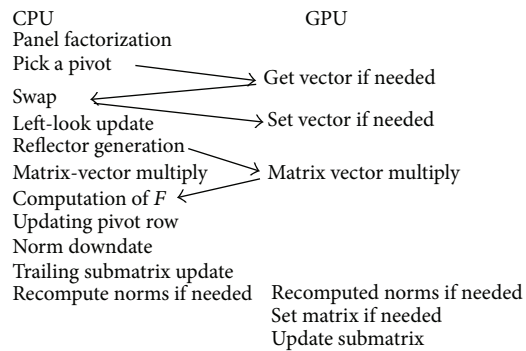 CPU GPU
Panel factorization
Pick a pivot
Get vector if needed
Swap
Set vector if needed
Left-look update
Reflector generation
Matrix-vector multiply Matrix vector multiply
Computation of F
Updating pivot row
Norm downdate
Trailing submatrix update
Recompute norms if needed Recomputed norms if needed
Set matrix if needed
Update submatrix